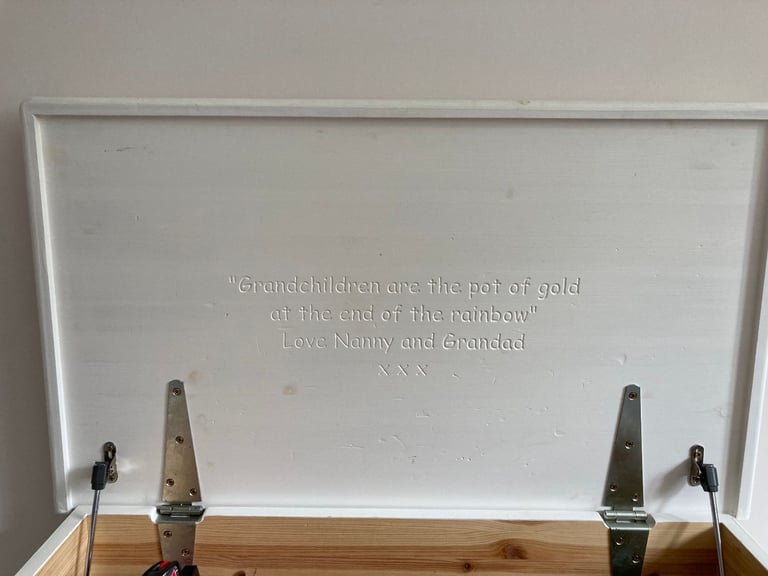 "Grandchildren are the pot of gold
at the end of the rainbow"
Love Nanny and Grandad
x x x